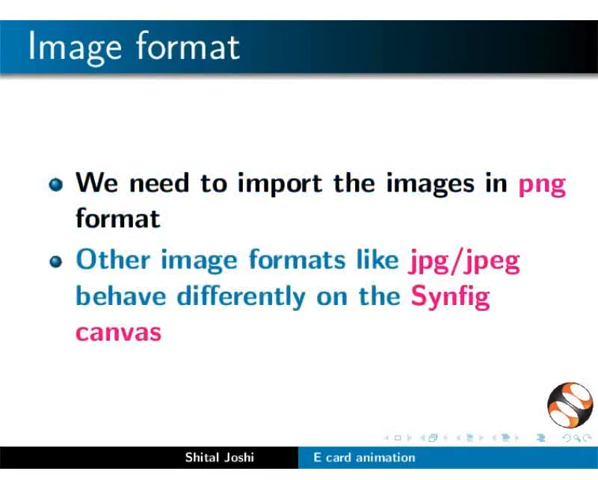 Image format
We need to import the images in png
format
Other image formats like jpg/jpeg
behave differently on the Synfig
canvas
Shital Joshi
E card animation